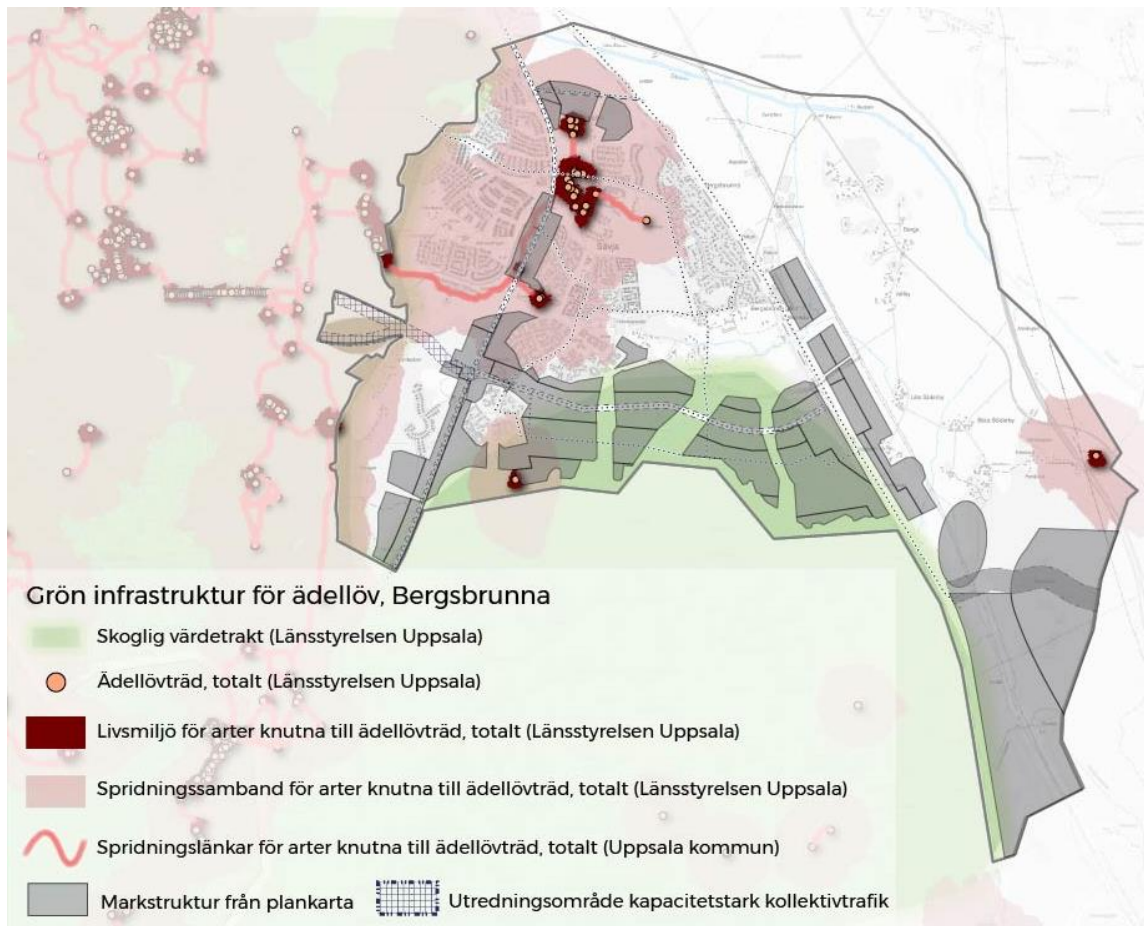 Sävja
Grön infrastruktur för ädellöv, Bergsbrunna
Skoglig värdetrakt (Länsstyrelsen Uppsala)
Ädellövträd, totalt (Länsstyrelsen Uppsala)
Livsmiljö för arter knutna till ädellövträd, totalt (Länsstyrelsen Uppsala)
Spridningssamband för arter knutna till ädellövträd, totalt (Länsstyrelsen Uppsala)
Spridningslänkar för arter knutna till ädellövträd, totalt (Uppsala kommun)
Markstruktur från plankarta
Utredningsområde kapacitetstark kollektivtrafik